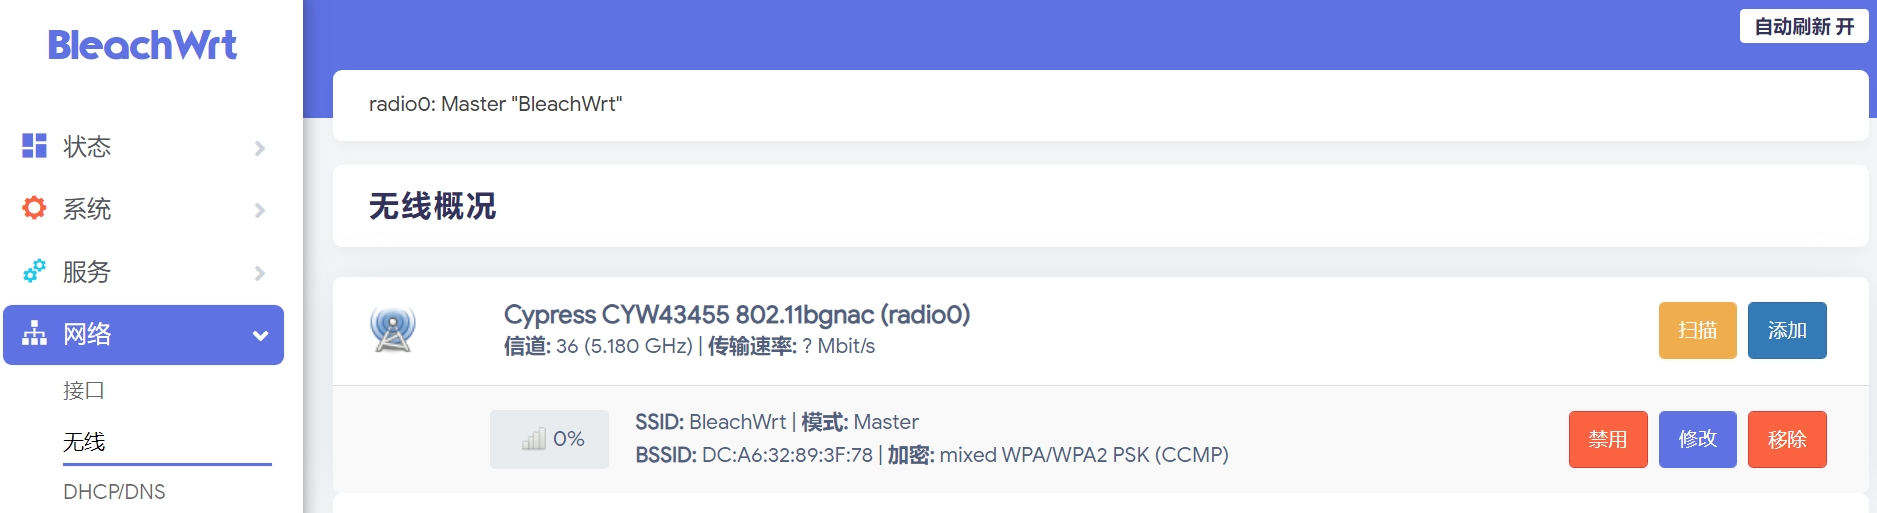 BleachWrt
自动刷新 开
状态
系统
服务
网络
接口
无线
DHCP/DNS
radio0: Master "BleachWrt"
无线概况
Cypress CYW43455 802.11bgnac (radio0)
信道: 36 (5.180 GHz) | 传输速率: ? Mbit/s
扫描
添加
0%
SSID: BleachWrt | 模式: Master
BSSID: DC:A6:32:89:3F:78 | 加密: mixed WPA/WPA2 PSK (CCMP)
禁用
修改
移除